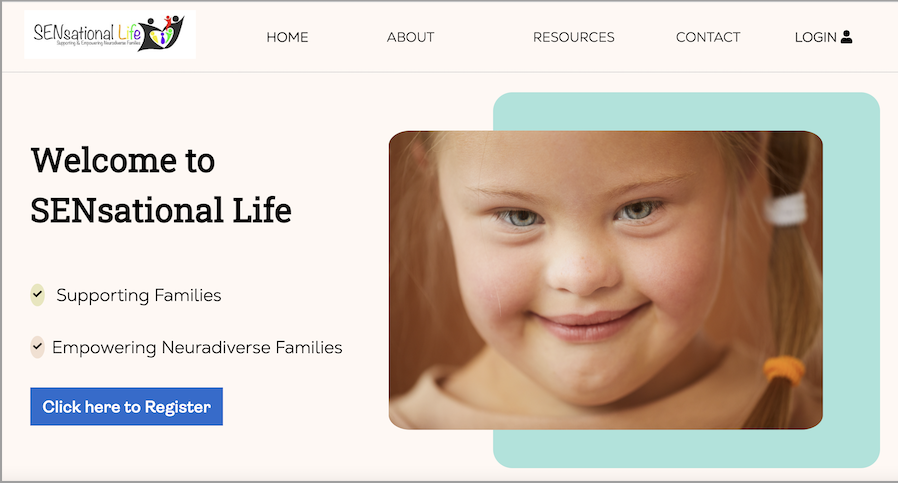 SENsational Life
Supporting & Empowering Neuradiverse Families
HOME ABOUT RESOURCES CONTACT LOGIN
Welcome to
SENsational Life
Supporting Families
Empowering Neuradiverse Families
Click here to Register